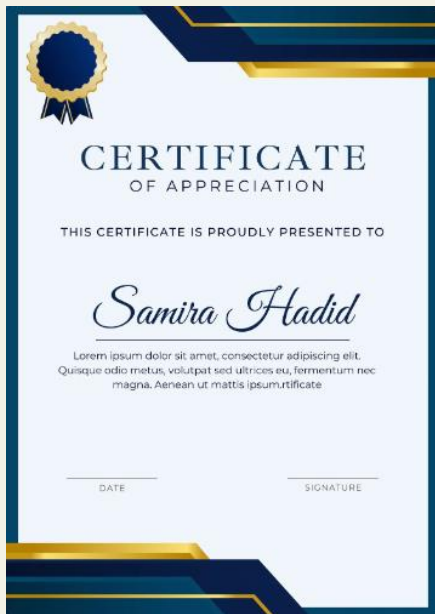 CERTIFICATE
OF APPRECIATION
THIS CERTIFICATE IS PROUDLY PRESENTED TO
Samira Hadid
Lorem ipsum dolor sit amet, consectetur adipiscing elit.
Quisque odio metus, volutpat sed ultrices eu, fermentum nec
magna. Aenean ut mattis ipsum.rtificate
DATE
SIGNATURE